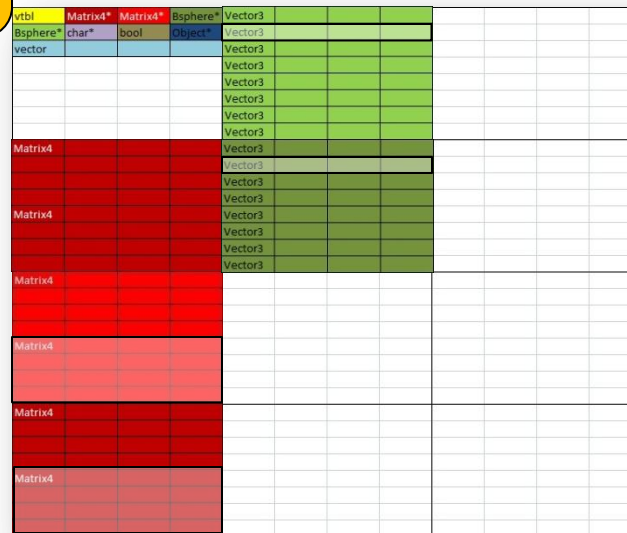 vtbl Matrix4* Matrix4* Bsphere* Vector3
Bsphere* char* bool Object* Vector3
vector Vector3
Vector3
Vector3
Vector3
Vector3
Vector3
Matrix4 Vector3
Vector3
Vector3
Vector3
Matrix4 Vector3
Vector3
Vector3
Vector3
Matrix4
Matrix4
Matrix4
Matrix4